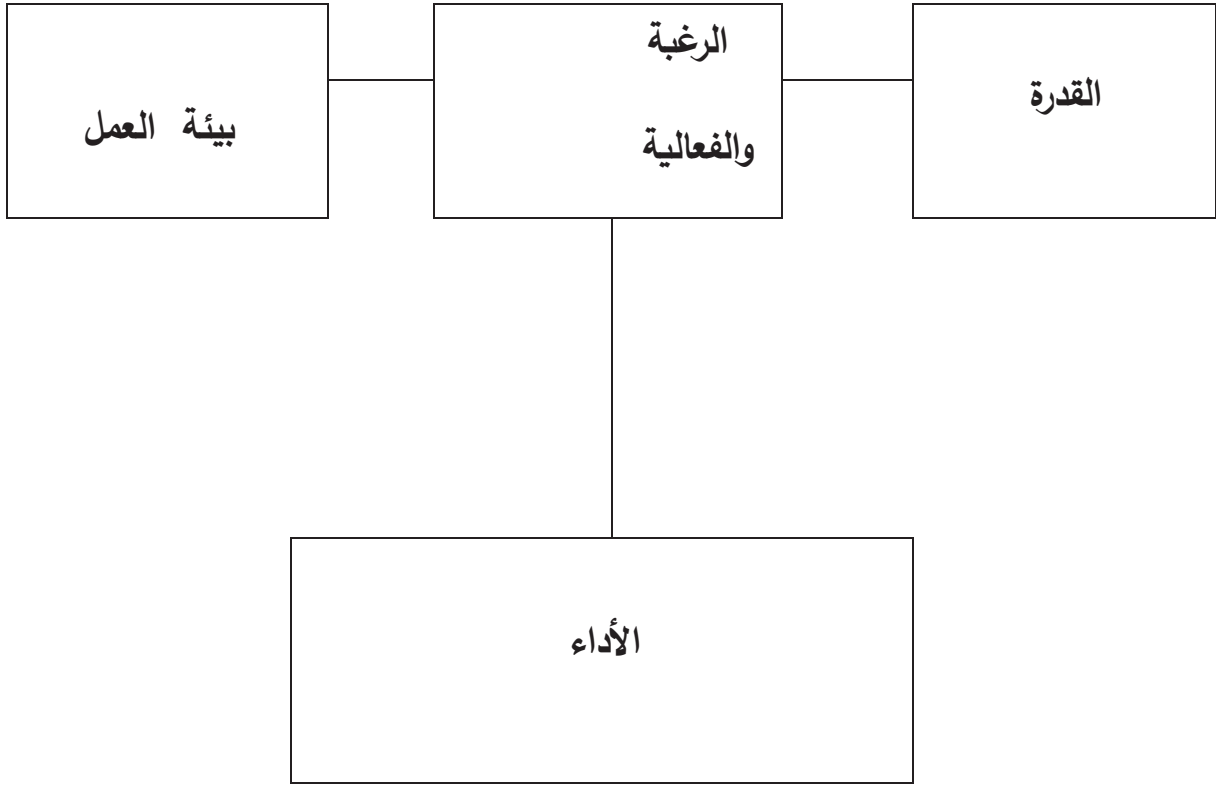 القدرة
الرغبة
والفعالية
بيئة العمل
الأداء